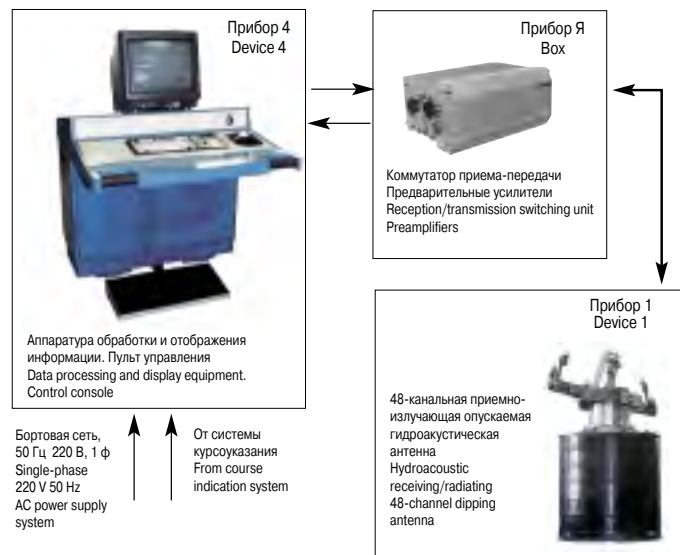 Прибор 4
Device 4
Аппаратура обработки и отображения
информации. Пульт управления
Data processing and display equipment.
Control console
Бортовая сеть,
50 Гц 220 В, 1 ф
Single-phase
220 V 50 Hz
AC power supply
system
От системы
курсоуказания
From course
indication system
Прибор Я
Box
Коммутатор приема-передачи
Предварительные усилители
Reception/transmission switching unit
Preamplifiers
Прибор 1
Device 1
48-канальная приемно-
излучающая опускаемая
гидроакустическая
антенна
Hydroacoustic
receiving/radiating
48-channel dipping
antenna